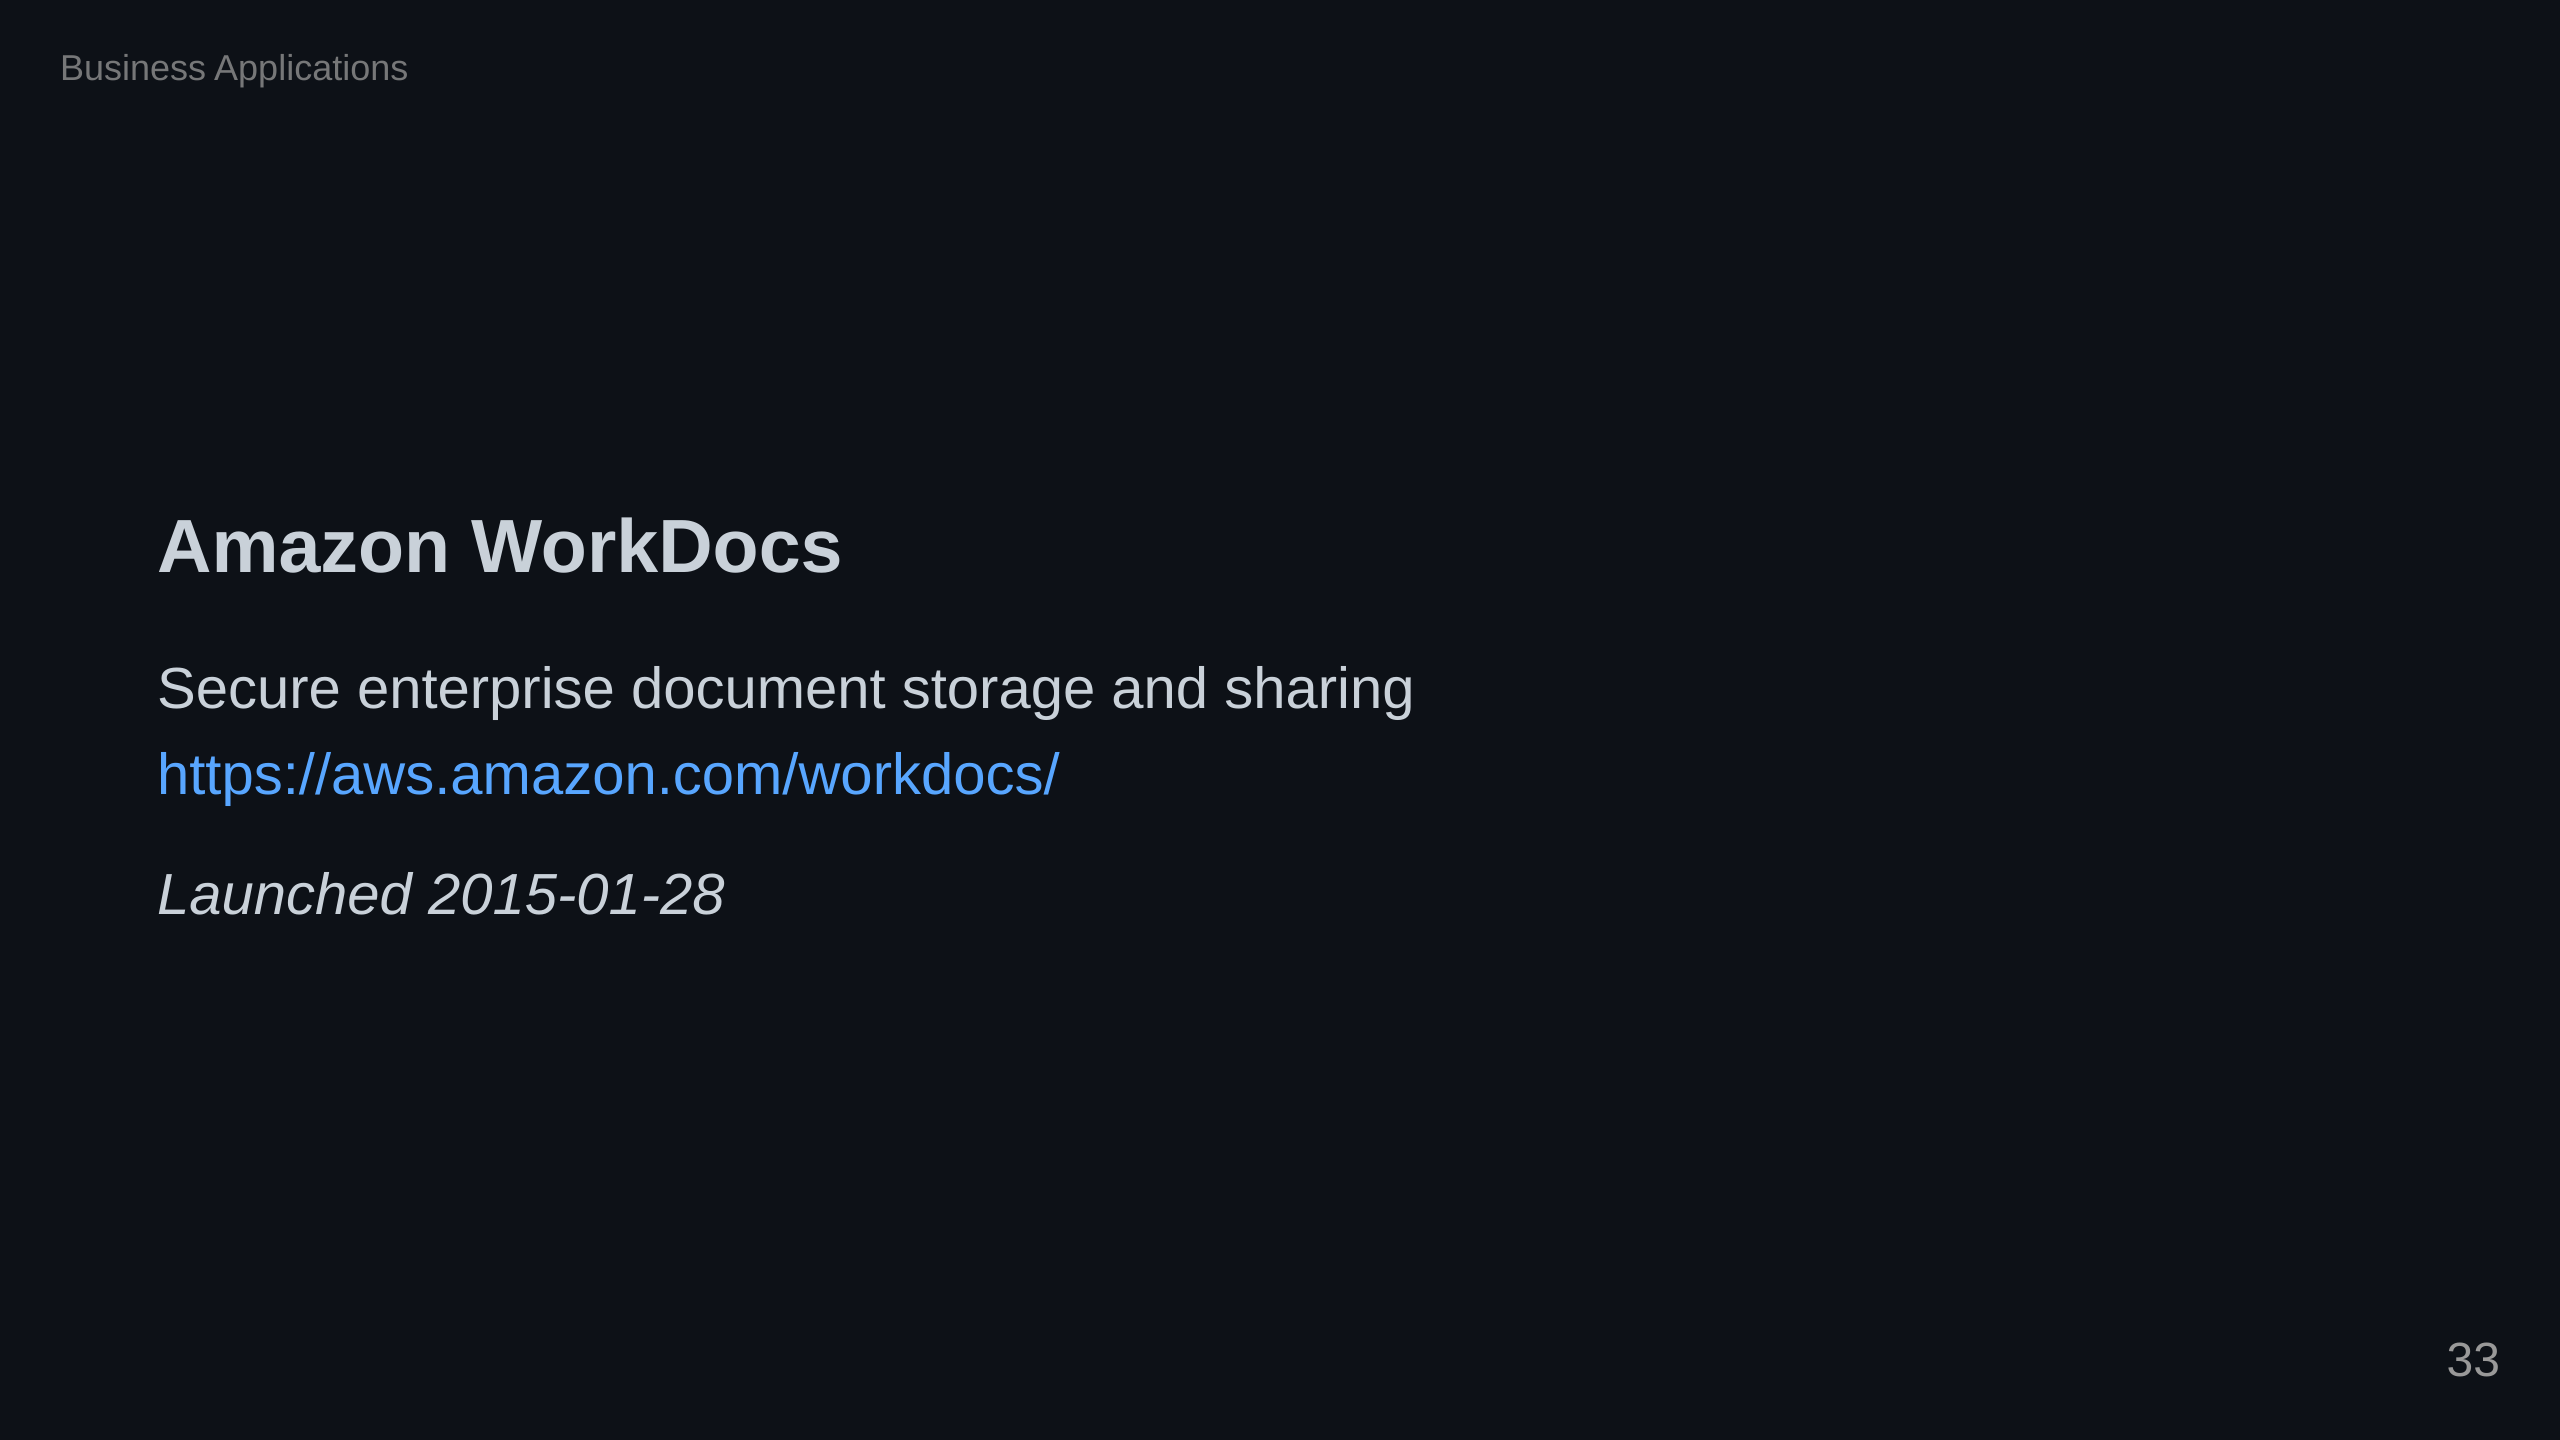 Business Applications
Amazon WorkDocs
Secure enterprise document storage and sharing
https://aws.amazon.com/workdocs/
Launched 2015-01-28
33